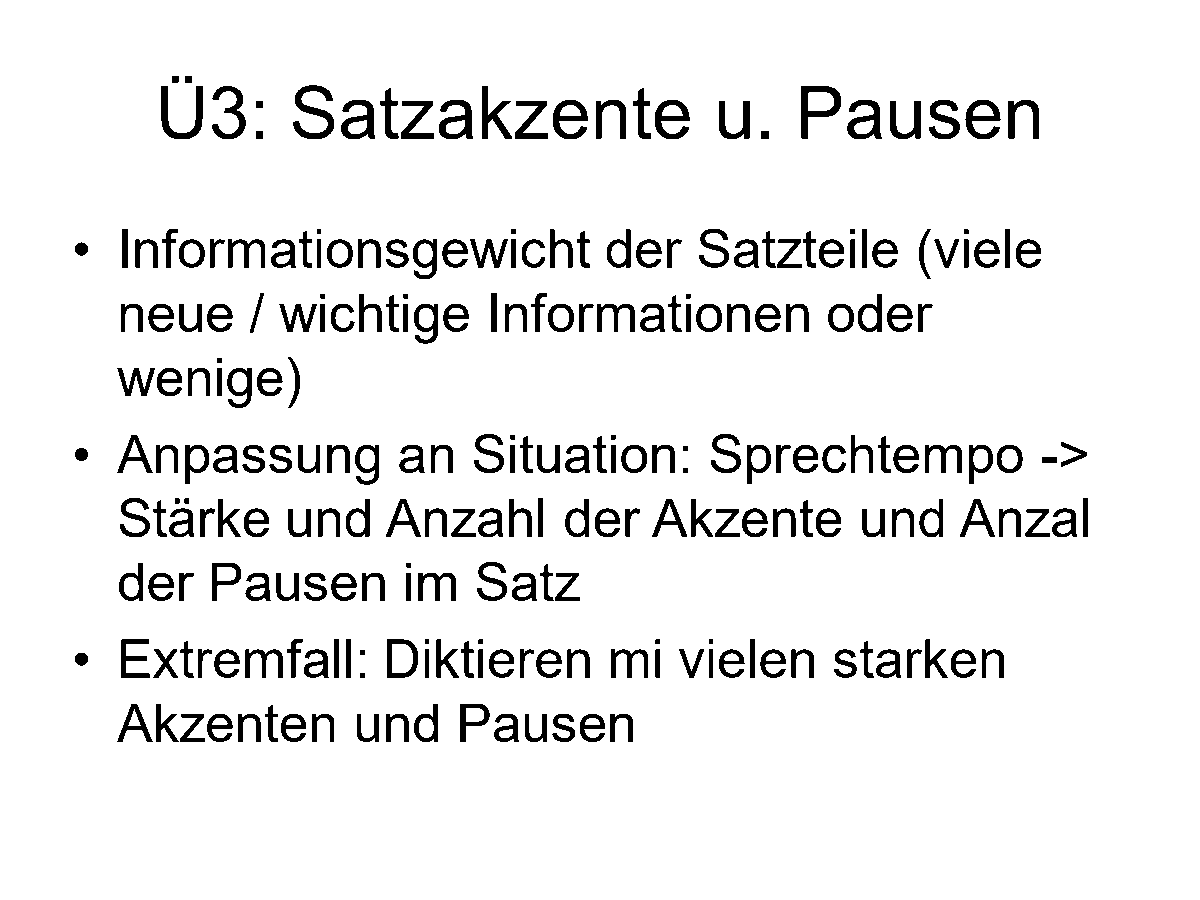 Ü3: Satzakzente u. Pausen
• Informationsgewicht der Satzteile (viele
neue / wichtige Informationen oder
wenige)
• Anpassung an Situation: Sprechtempo ->
Stärke und Anzahl der Akzente und Anzal
der Pausen im Satz
• Extremfall: Diktieren mi vielen starken
Akzenten und Pausen